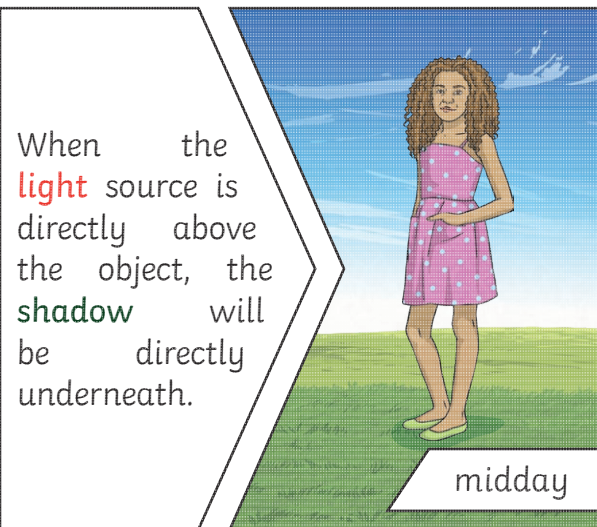 When the
light source is
directly above
the object, the
shadow will
be directly
underneath.
midday